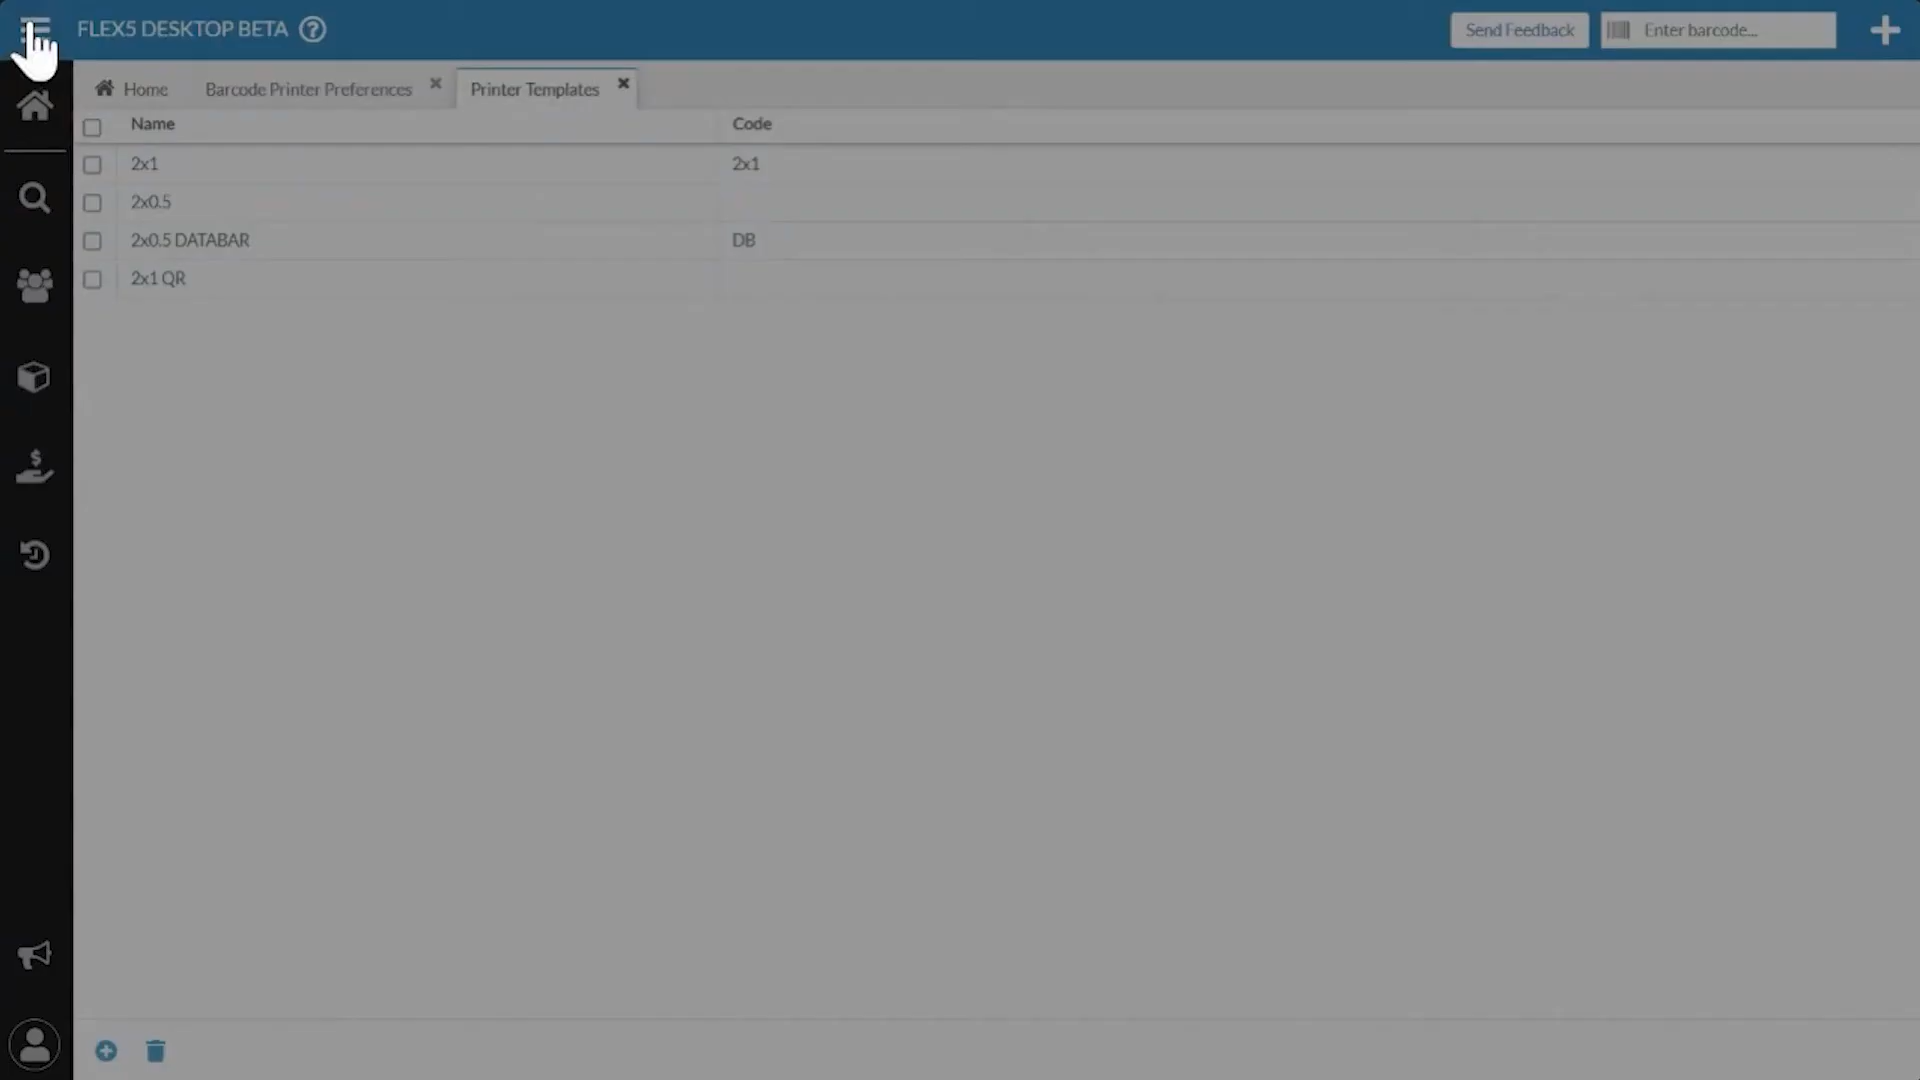 FLEX5 DESKTOP BETA
Send Feedback
Enter barcode...
Home
Barcode Printer Preferences
Printer Templates
Name
Code
2x1
2x1
2x0.5
2x0.5 DATABAR
DB
2x1 QR